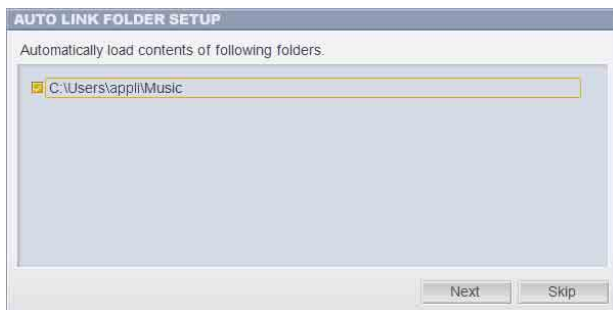 AUTO LINK FOLDER SETUP
Automatically load contents of following folders.
C:\Users\appli\Music
Next
Skip